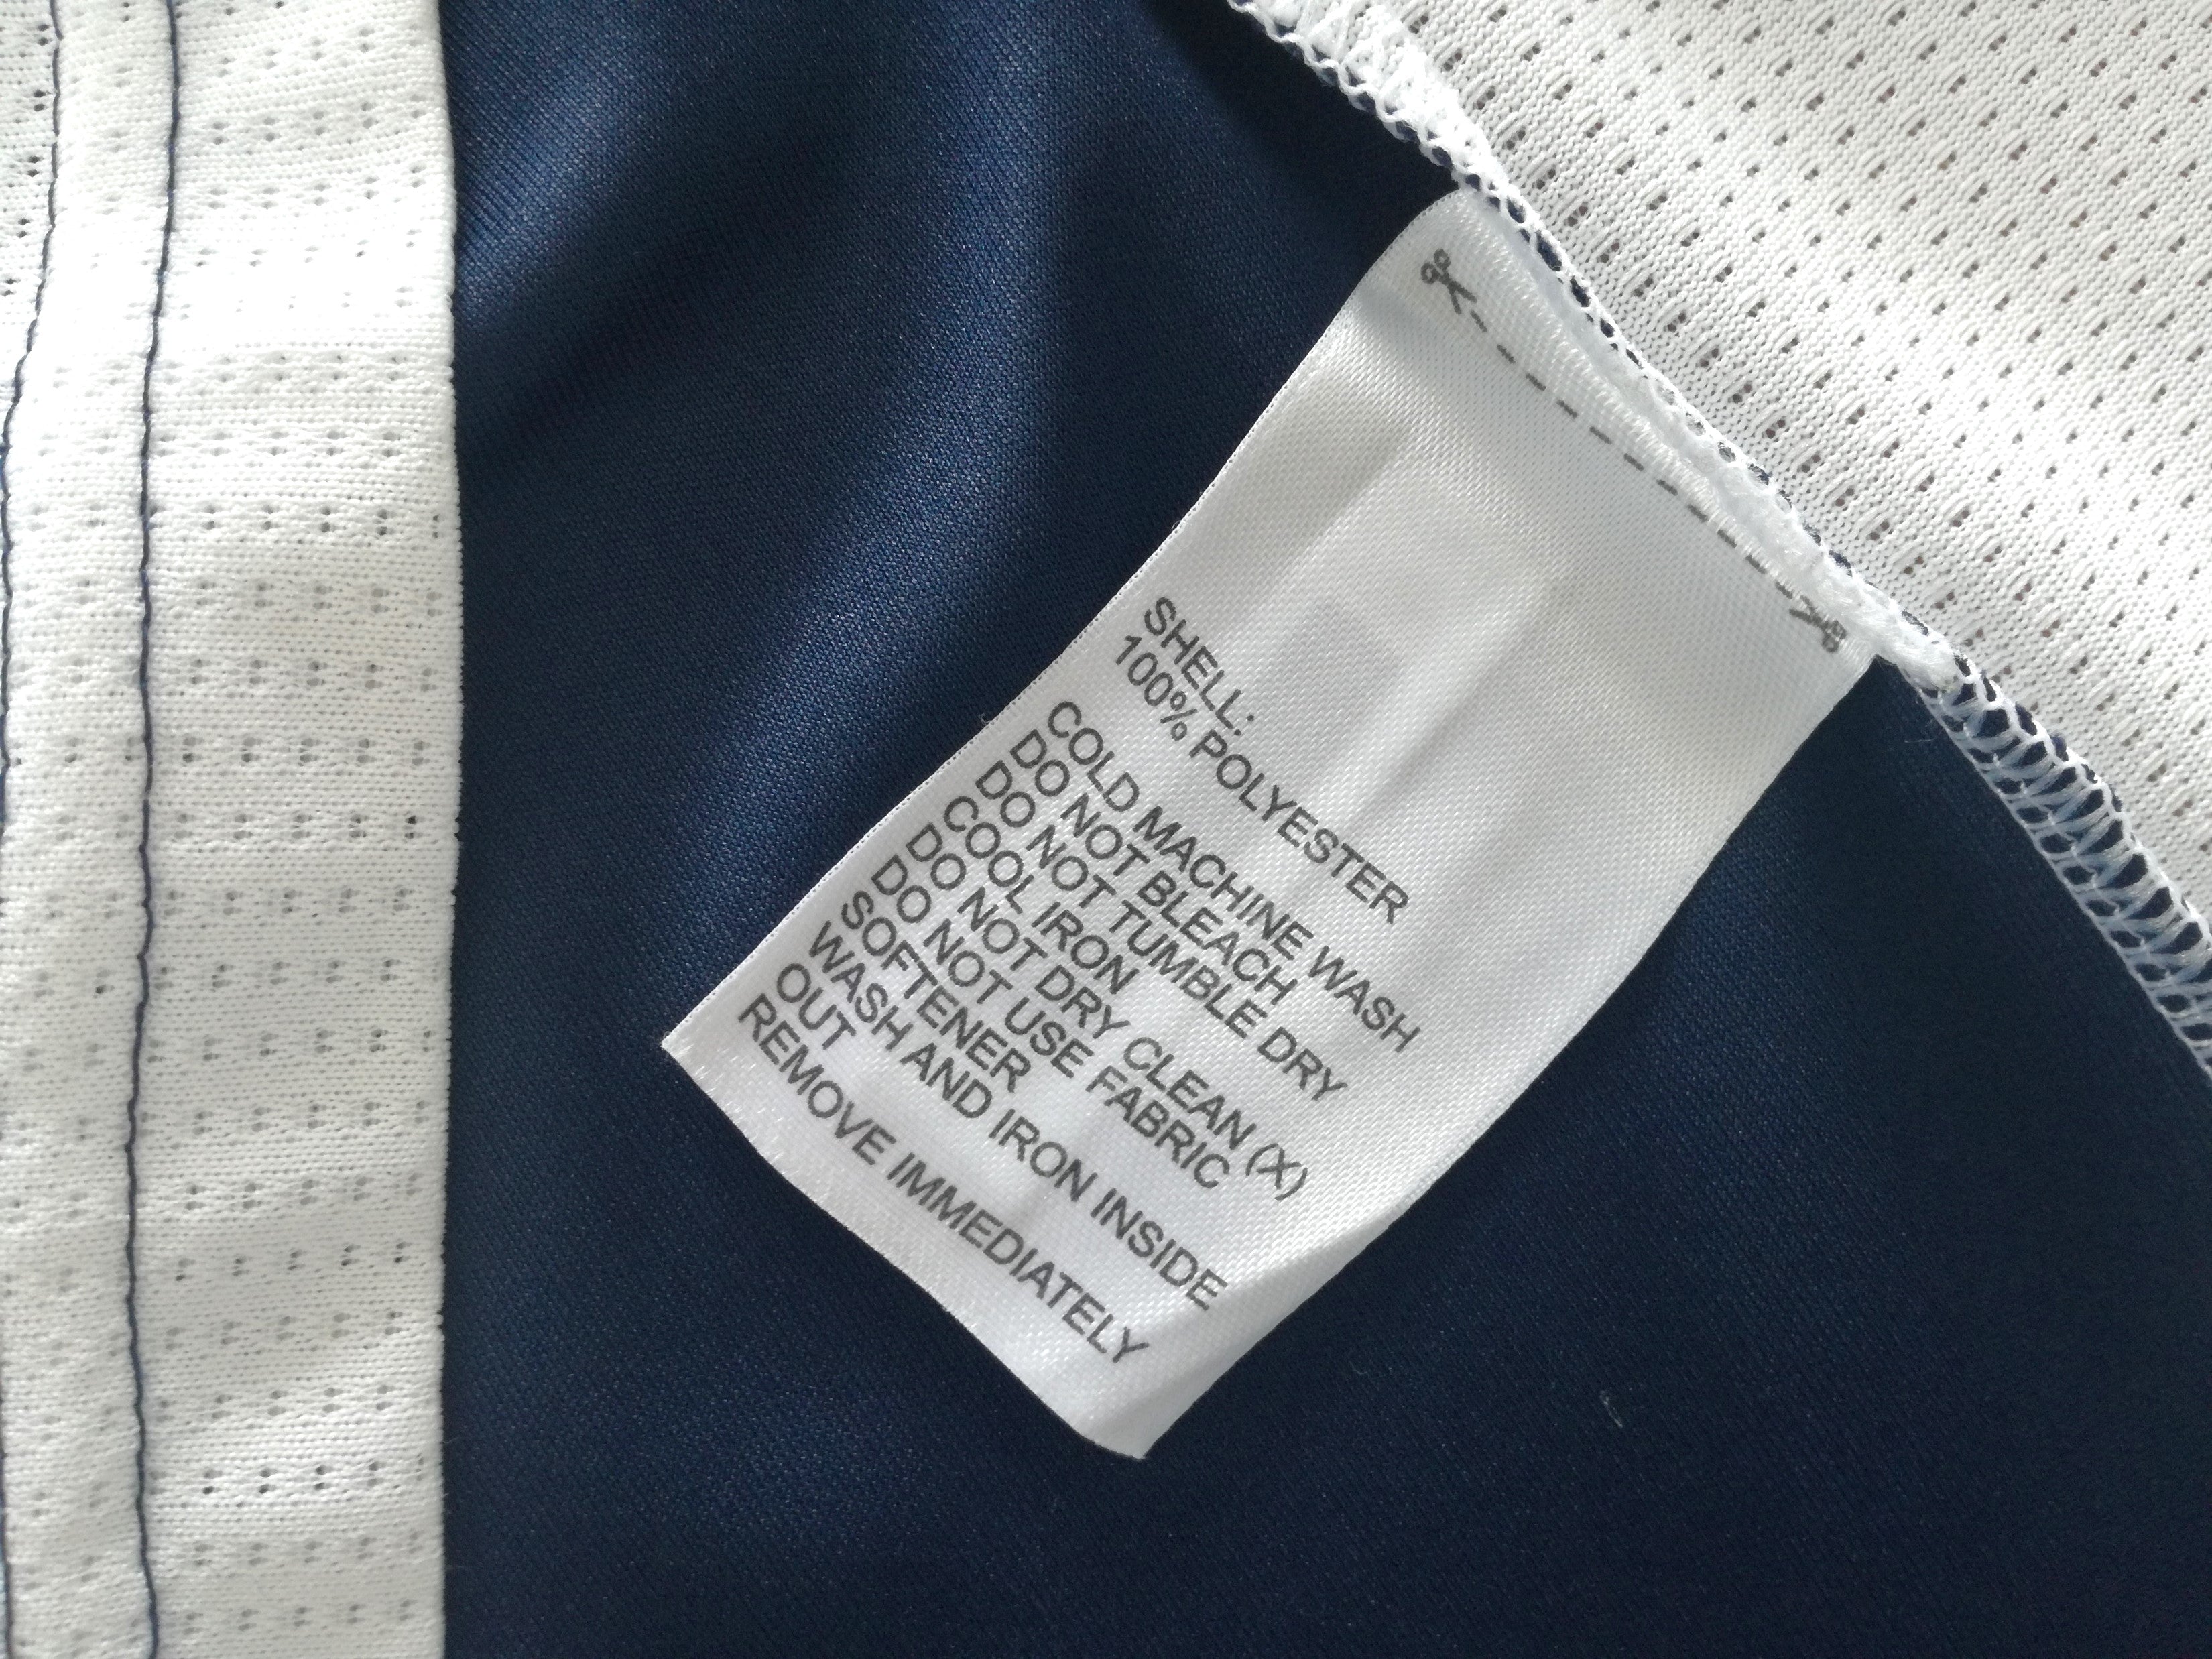 SHELL:
100% POLYESTER
COLD MACHINE WASH
DO NOT BLEACH
DO NOT TUMBLE DRY
COOL IRON
DO NOT DRY CLEAN (X)
DO NOT USE FABRIC
SOFTENER
WASH AND IRON INSIDE
OUT
REMOVE IMMEDIATELY